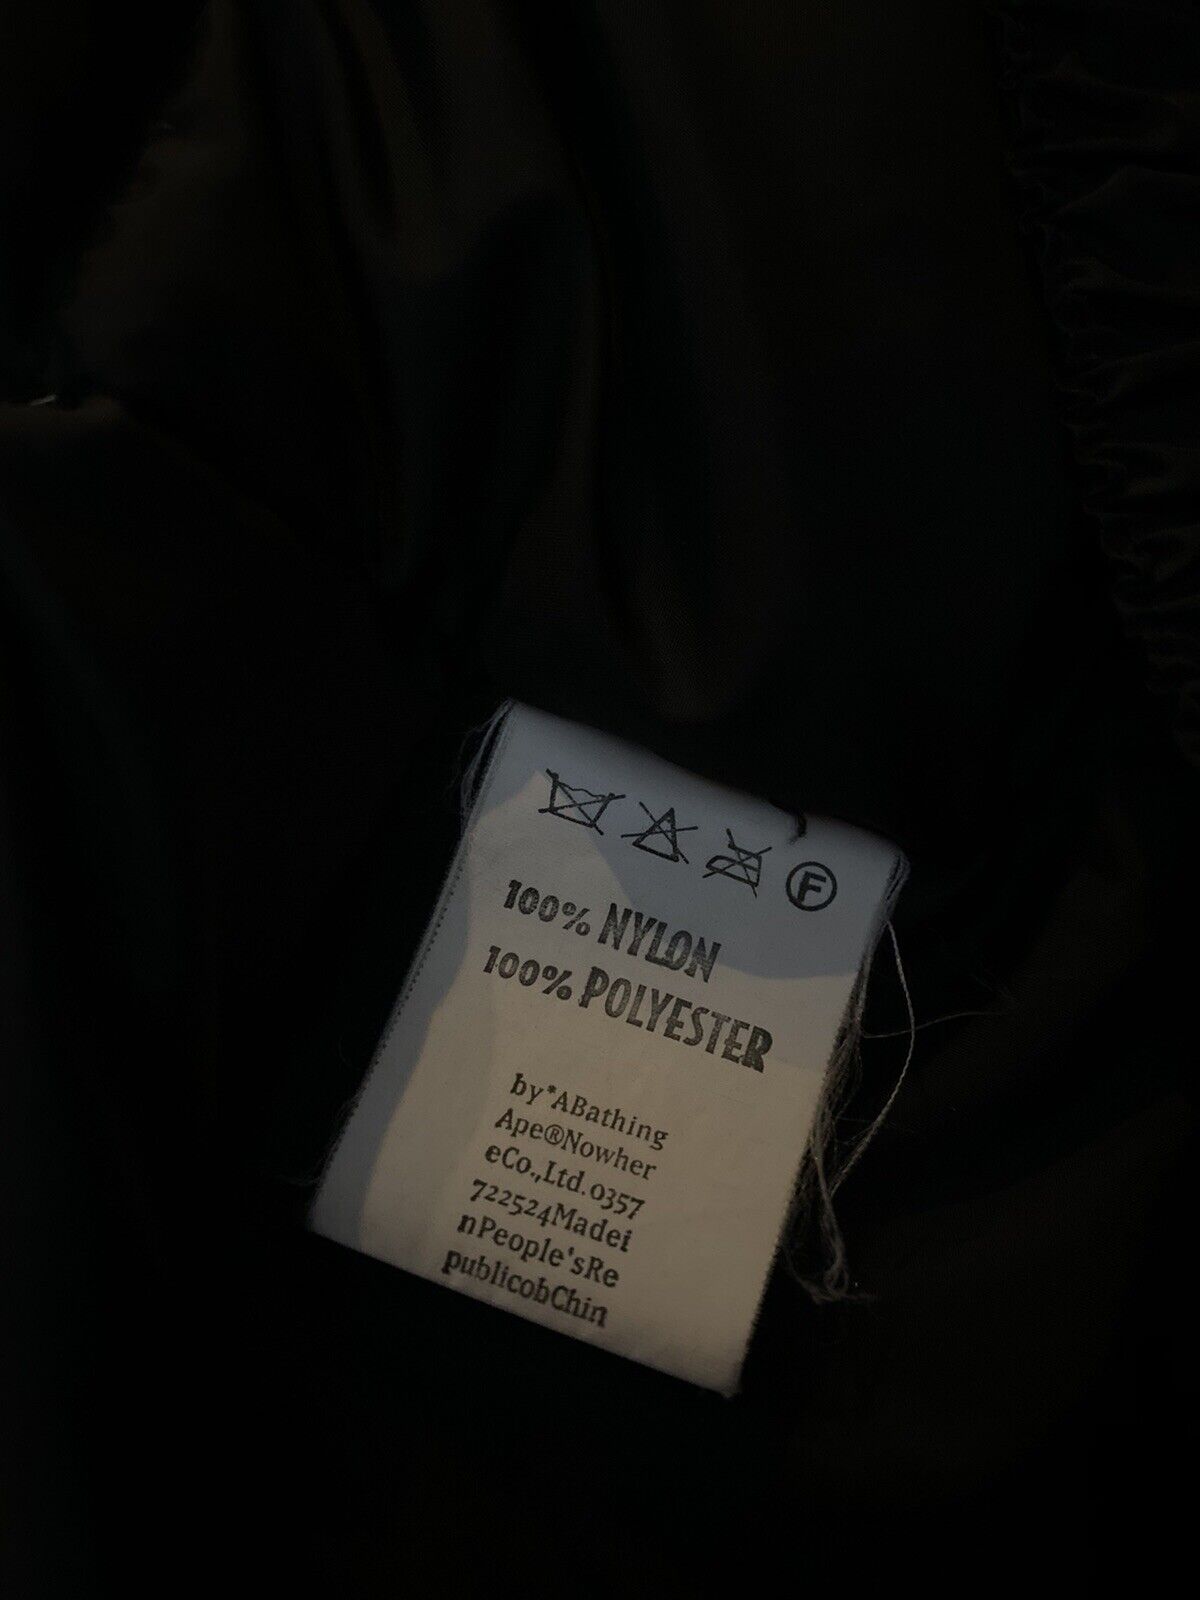 F
100% NYLON
100% POLYESTER
by*ABathing
Ape®Nowher
eCo.,Ltd.0357
722524Madei
nPeople'sRe
publicobChin